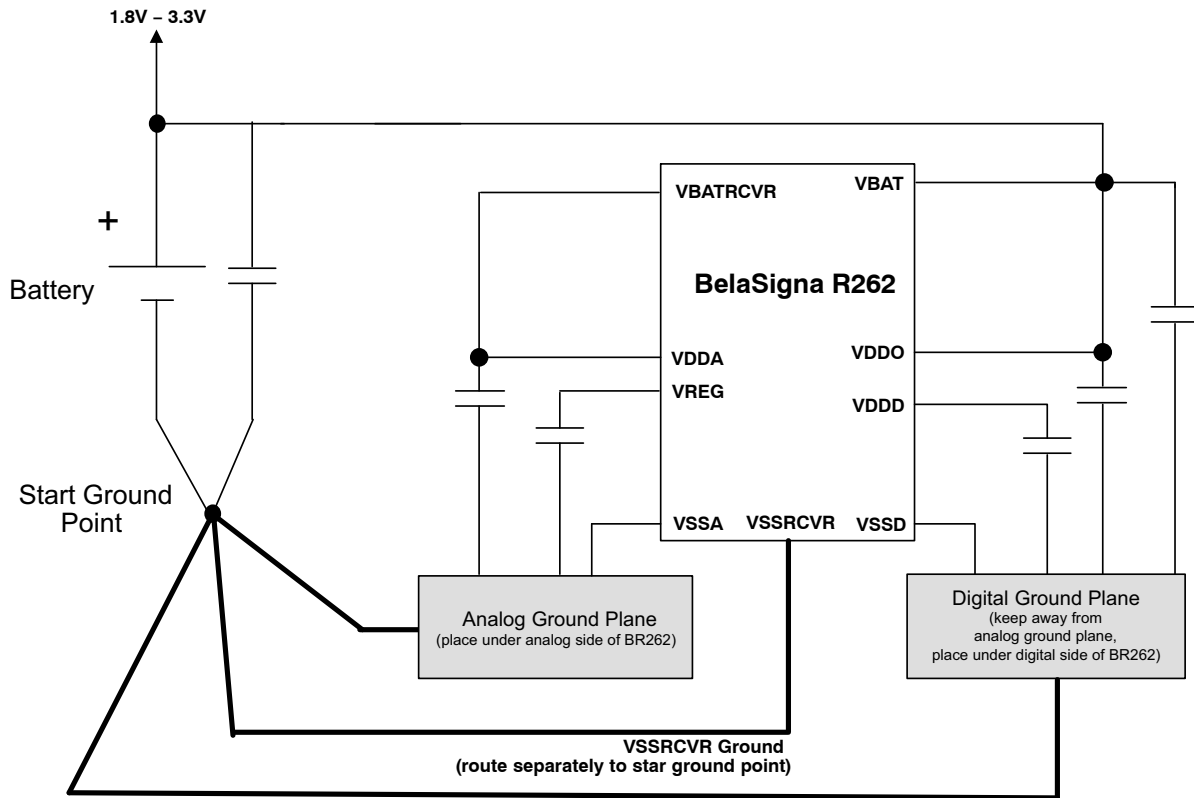 1.8V – 3.3V
+
Battery
Start Ground
Point
VBATRCVR
VBAT
BelaSigna R262
VDDA
VDDO
VREG
VDDD
VSSA
VSSRCVR
VSSD
Analog Ground Plane
(place under analog side of BR262)
Digital Ground Plane
(keep away from
analog ground plane,
place under digital side of BR262)
VSSRCVR Ground
(route separately to star ground point)